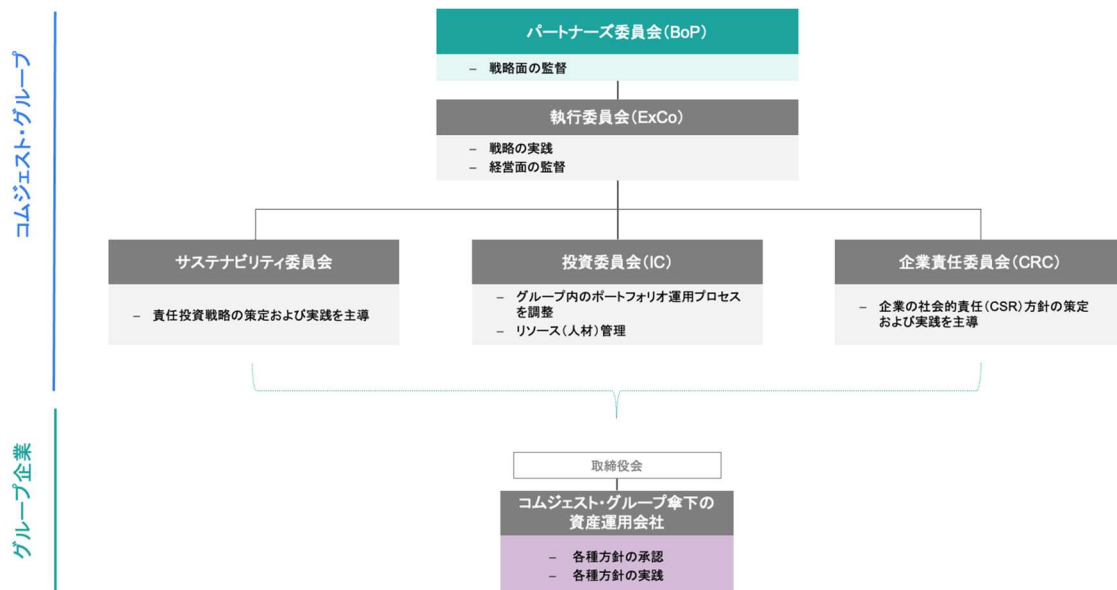 コムジェスト・グループ
パートナーズ委員会(BoP)
− 戦略面の監督
執行委員会(ExCo)
− 戦略の実践
− 経営面の監督
サステナビリティ委員会
− 責任投資戦略の策定および実践を主導
投資委員会(IC)
− グループ内のポートフォリオ運用プロセス
を調整
− リソース(人材)管理
企業責任委員会(CRC)
− 企業の社会的責任(CSR)方針の策定
および実践を主導
グループ企業
取締役会
コムジェスト・グループ傘下の
資産運用会社
− 各種方針の承認
− 各種方針の実践